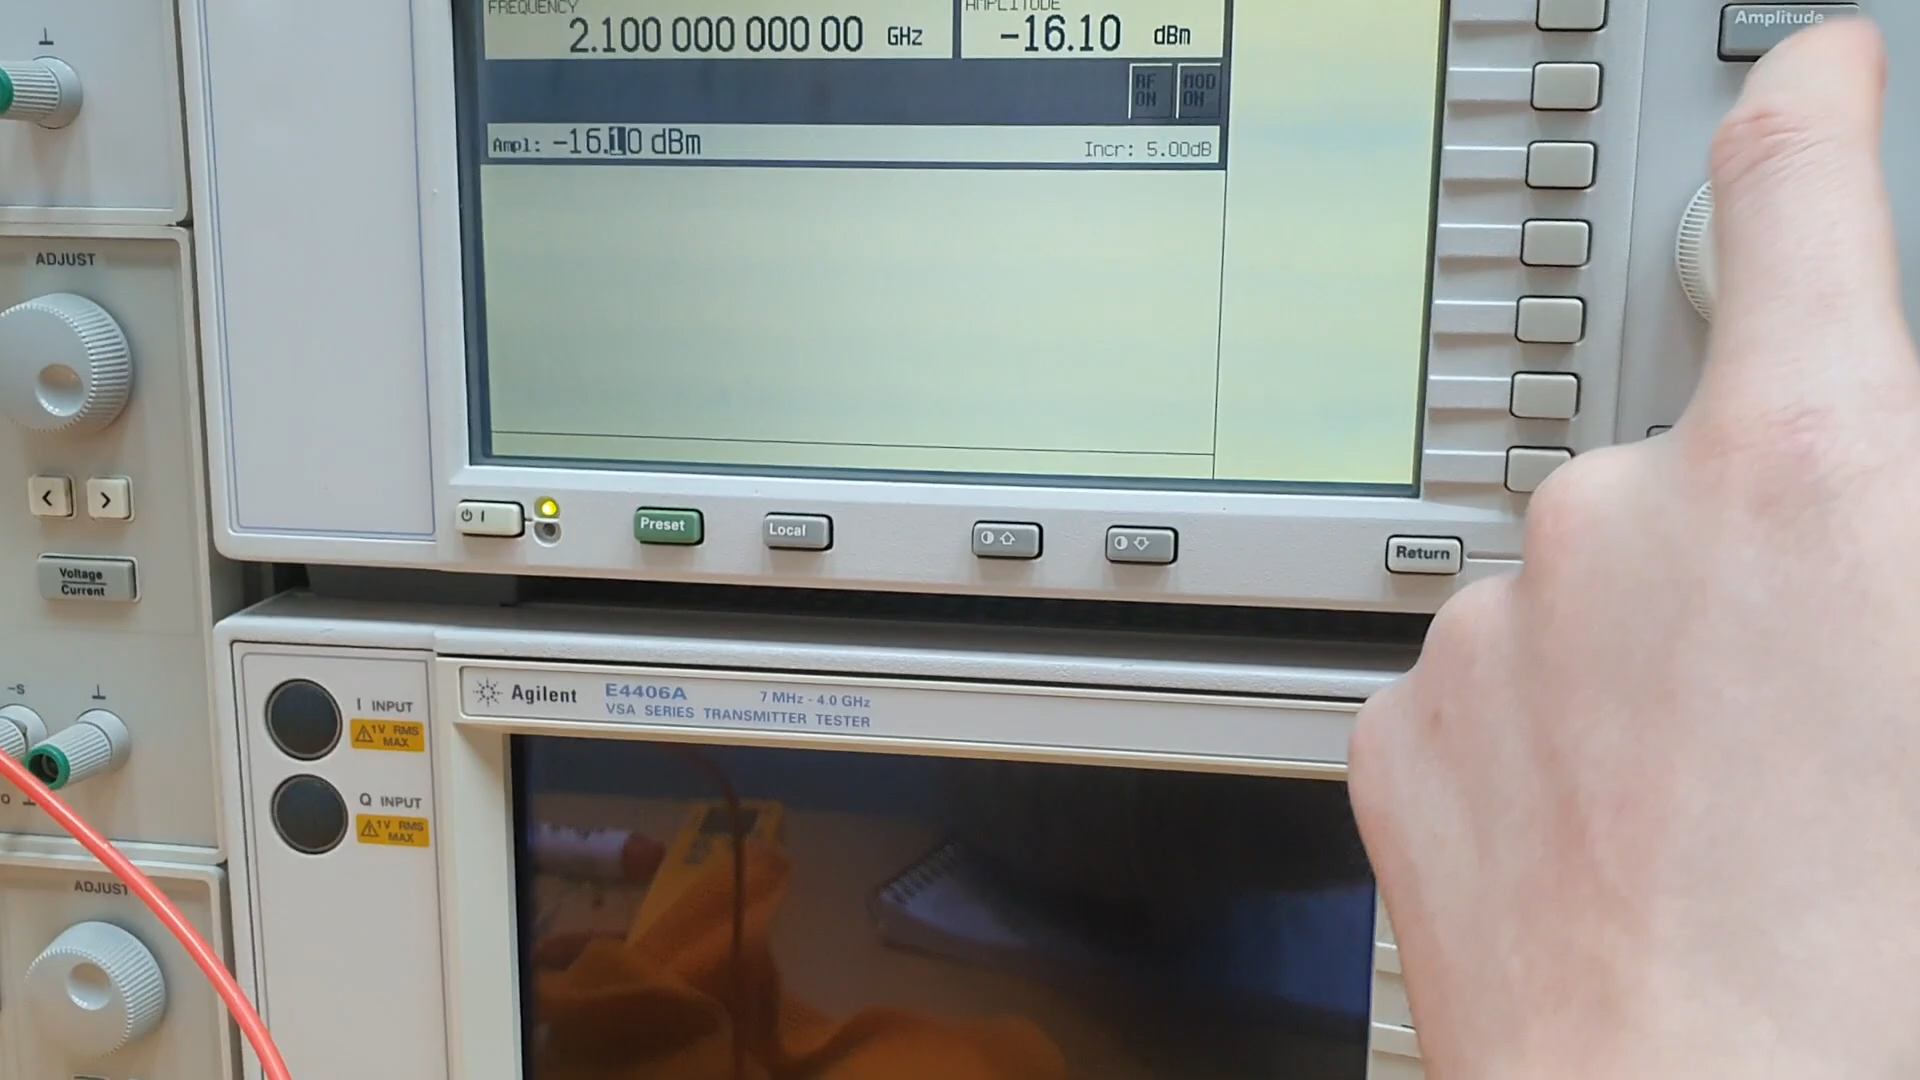 FREQUENCY
2.100 000 000 00 GHz
AMPLITUDE
-16.10 dBm
RF ON
MOD ON
Ampl: -16.10 dBm
Incr: 5.00dB
Amplitude
ADJUST
Voltage
Current
Preset
Local
Return
Agilent
E4406A
7 MHz - 4.0 GHz
VSA SERIES TRANSMITTER TESTER
I INPUT
1V RMS
MAX
Q INPUT
1V RMS
MAX
-S
ADJUST